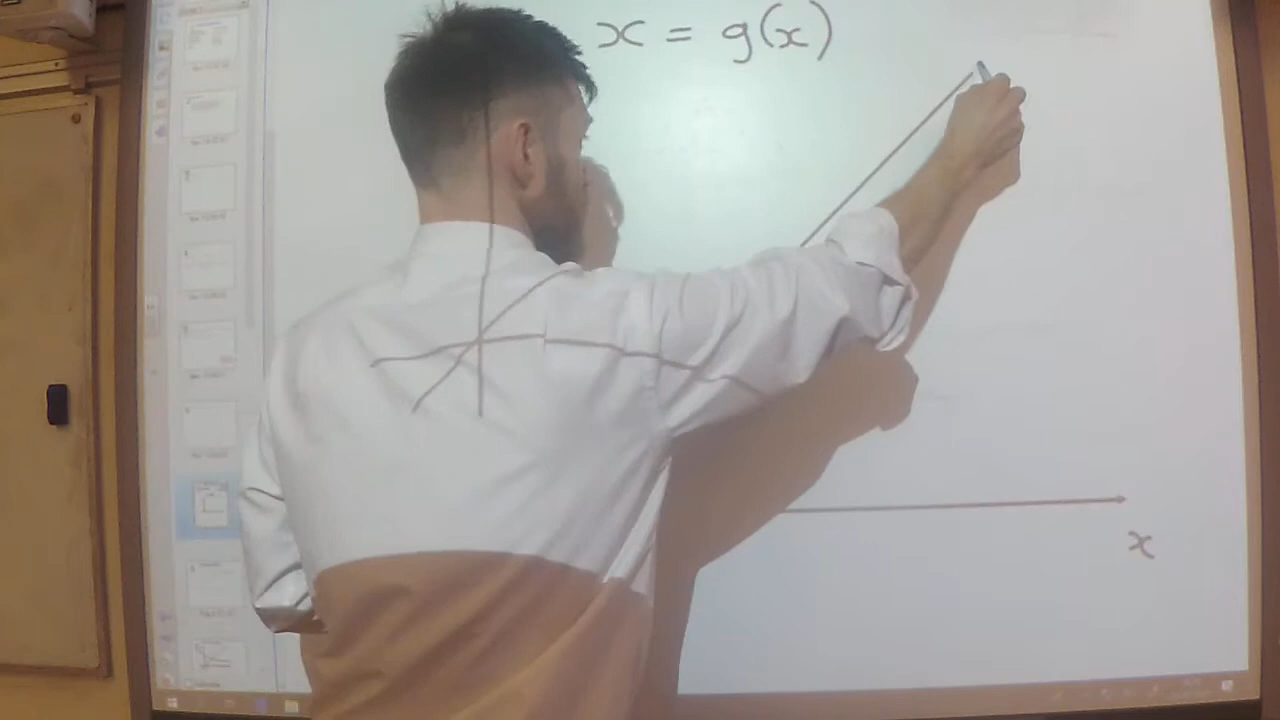 x = g(x)
x